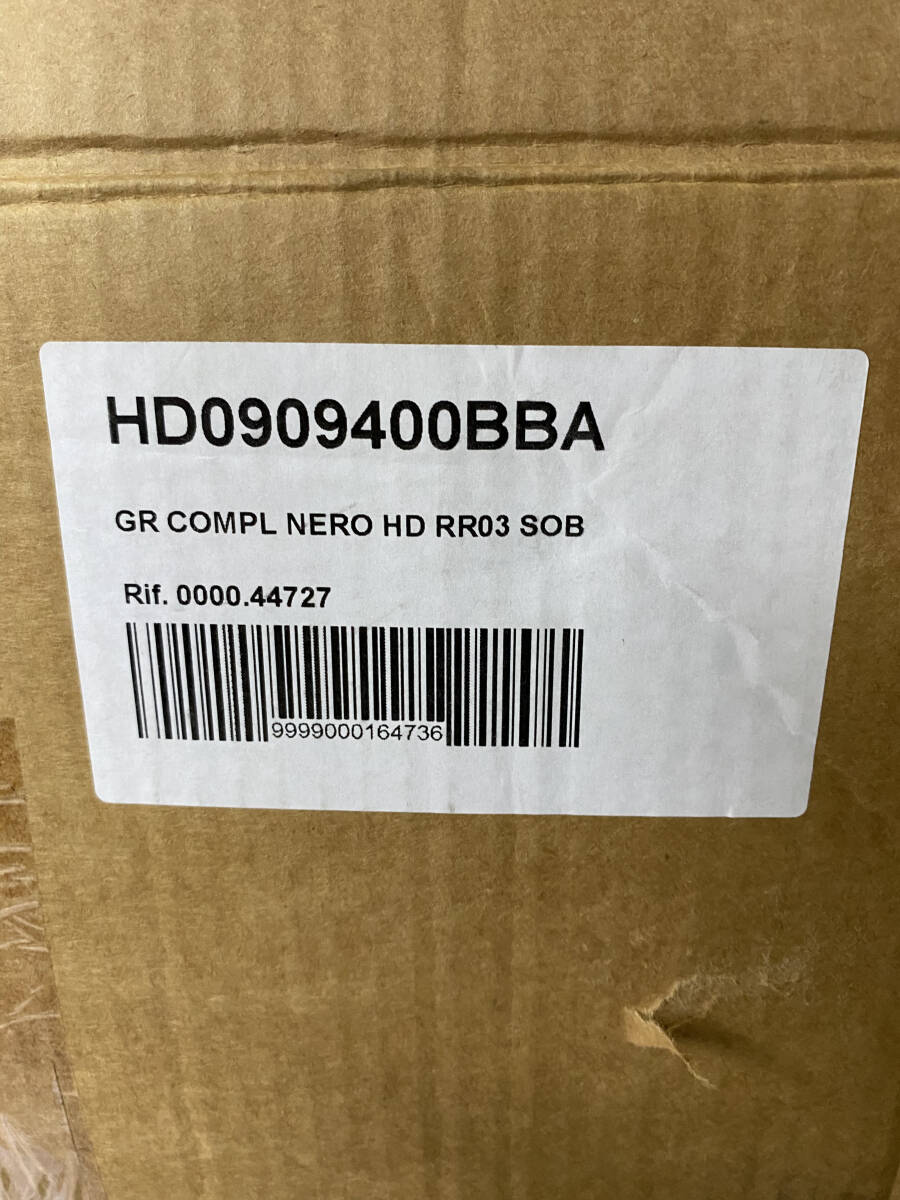 HD0909400BBA
GR COMPL NERO HD RR03 SOB
Rif. 0000.44727
9999000164736